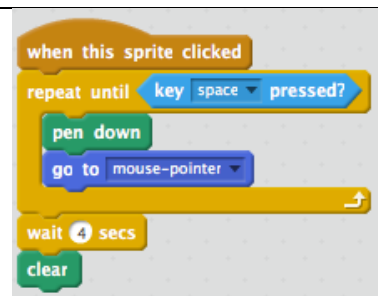 when this sprite clicked
repeat until key space pressed?
pen down
go to mouse-pointer
wait 4 secs
clear